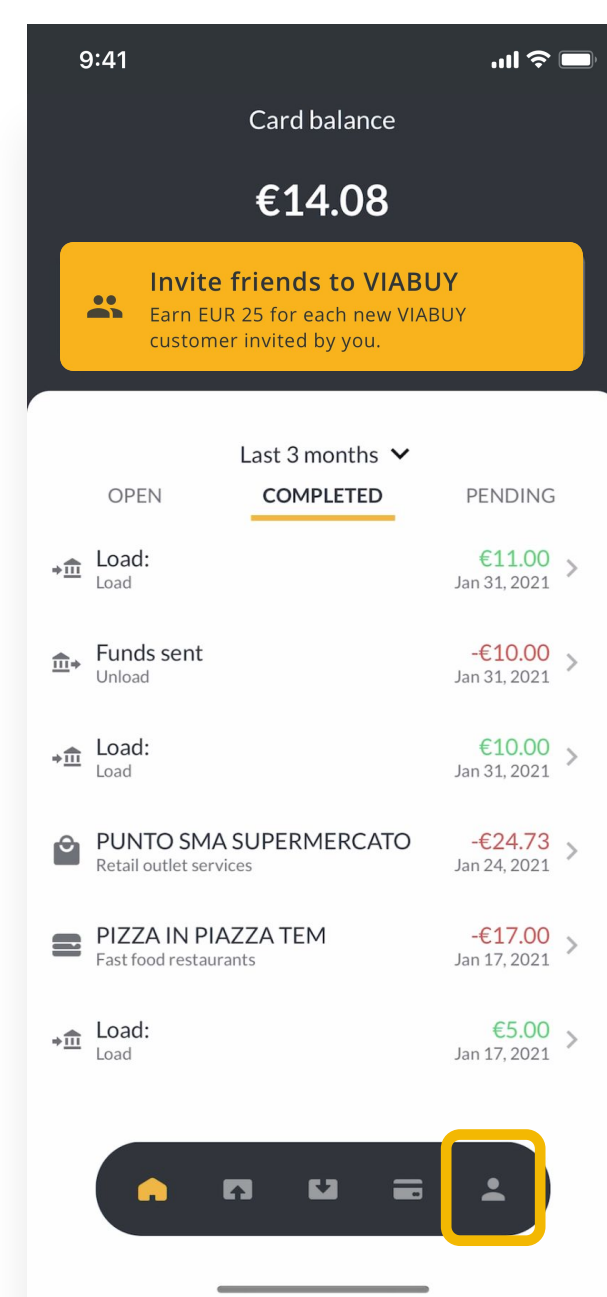 9:41
Card balance
€14.08
Invite friends to VIABUY
Earn EUR 25 for each new VIABUY
customer invited by you.
Last 3 months
OPEN COMPLETED PENDING
Load: €11.00
Load Jan 31, 2021
Funds sent -€10.00
Unload Jan 31, 2021
Load: €10.00
Load Jan 31, 2021
PUNTO SMA SUPERMERCATO -€24.73
Retail outlet services Jan 24, 2021
PIZZA IN PIAZZA TEM -€17.00
Fast food restaurants Jan 17, 2021
Load: €5.00
Load Jan 17, 2021